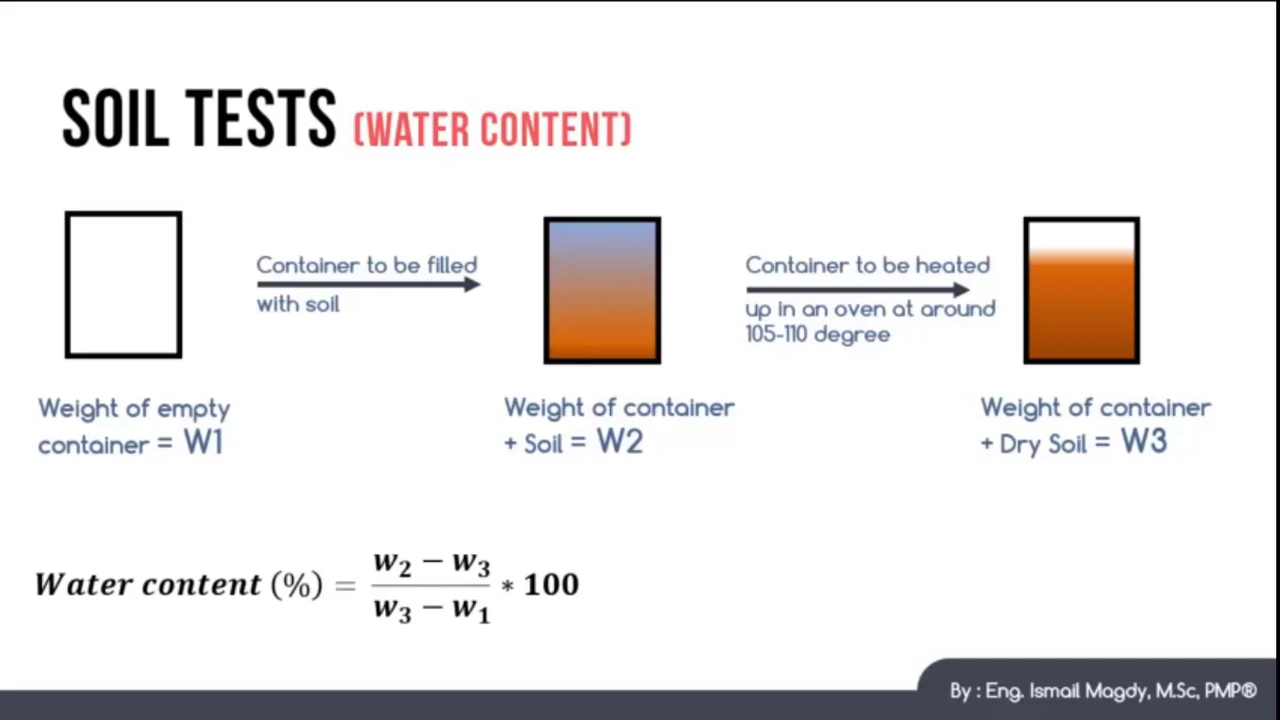 SOIL TESTS (WATER CONTENT)
Container to be filled
with soil
Container to be heated
up in an oven at around
105-110 degree
Weight of empty
container = W1
Weight of container
+ Soil = W2
Weight of container
+ Dry Soil = W3
Water content (%) = w₂ − w₃ / w₃ − w₁ * 100
By : Eng. Ismail Magdy, M.Sc, PMP®